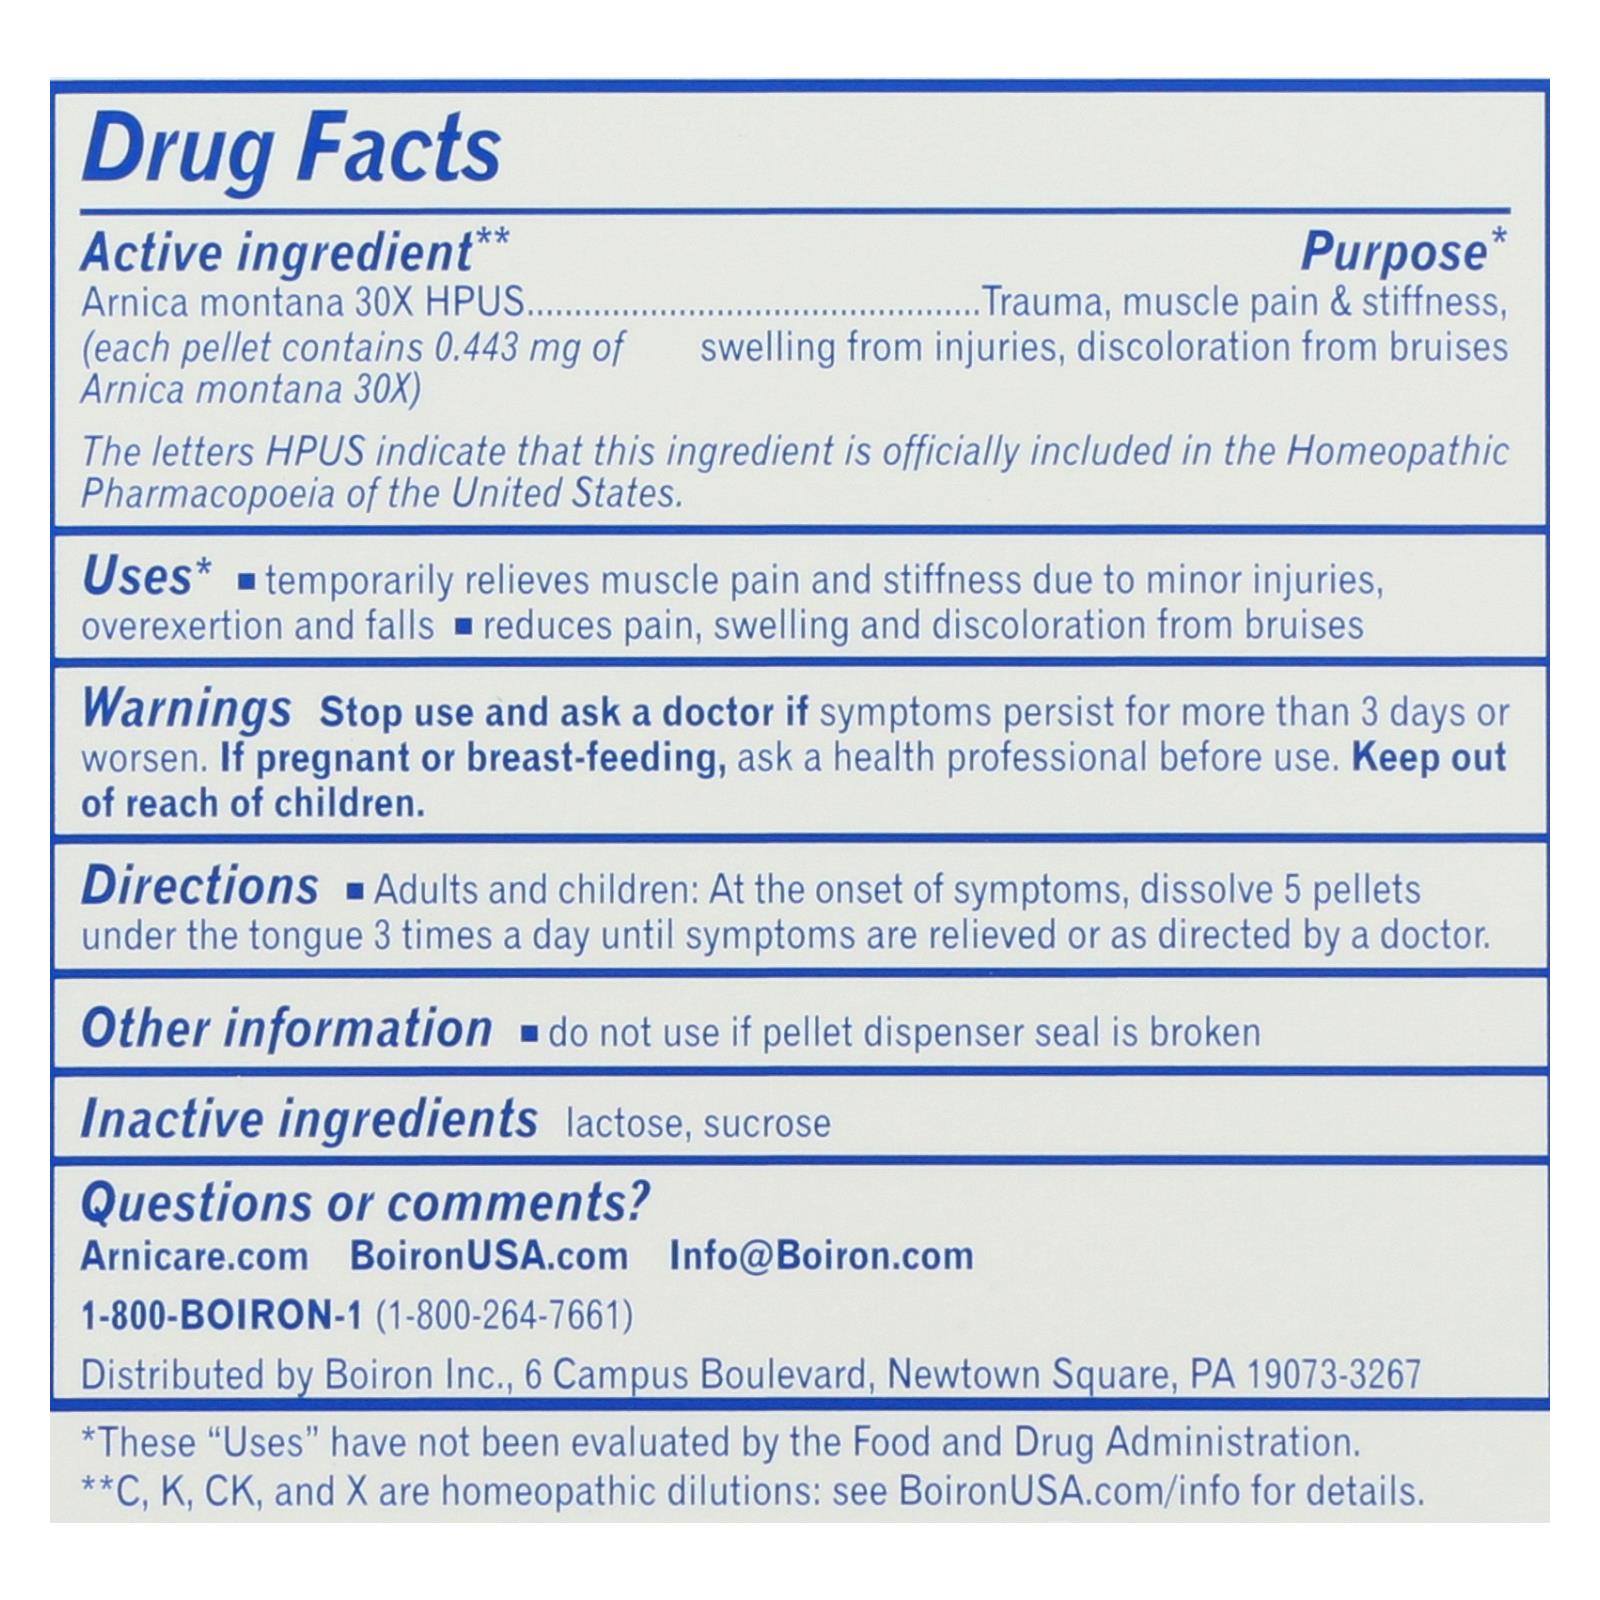 Drug Facts
Active ingredient** Purpose*
Arnica montana 30X HPUS................................................Trauma, muscle pain & stiffness,
(each pellet contains 0.443 mg of swelling from injuries, discoloration from bruises
Arnica montana 30X)
The letters HPUS indicate that this ingredient is officially included in the Homeopathic
Pharmacopoeia of the United States.
Uses* ■ temporarily relieves muscle pain and stiffness due to minor injuries,
overexertion and falls ■ reduces pain, swelling and discoloration from bruises
Warnings Stop use and ask a doctor if symptoms persist for more than 3 days or
worsen. If pregnant or breast-feeding, ask a health professional before use. Keep out
of reach of children.
Directions ■ Adults and children: At the onset of symptoms, dissolve 5 pellets
under the tongue 3 times a day until symptoms are relieved or as directed by a doctor.
Other information ■ do not use if pellet dispenser seal is broken
Inactive ingredients lactose, sucrose
Questions or comments?
Arnicare.com BoironUSA.com Info@Boiron.com
1-800-BOIRON-1 (1-800-264-7661)
Distributed by Boiron Inc., 6 Campus Boulevard, Newtown Square, PA 19073-3267
*These “Uses” have not been evaluated by the Food and Drug Administration.
**C, K, CK, and X are homeopathic dilutions: see BoironUSA.com/info for details.